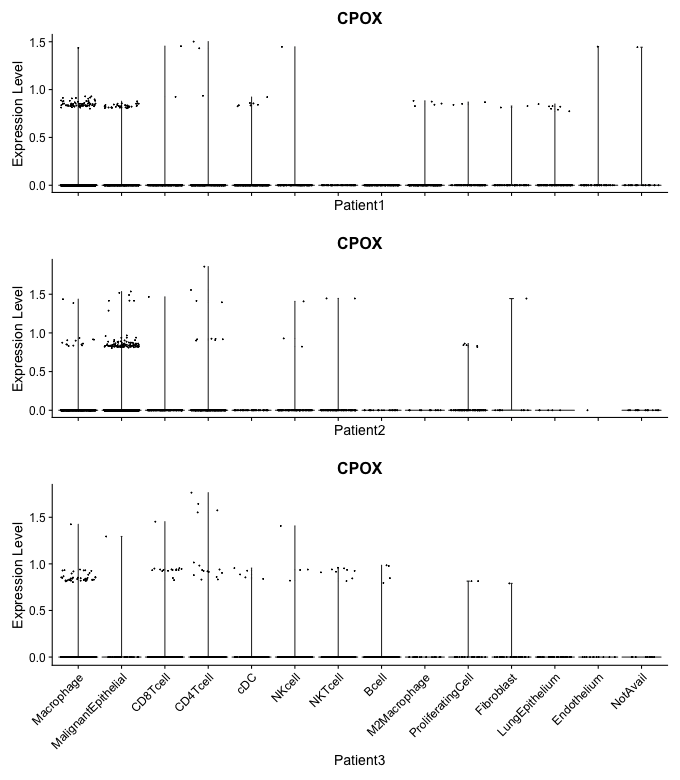 CPOX
Expression Level
1.5
1.0
0.5
0.0
Patient1
CPOX
Expression Level
1.5
1.0
0.5
0.0
Patient2
CPOX
Expression Level
1.5
1.0
0.5
0.0
Macrophage
MalignantEpithelial
CD8Tcell
CD4Tcell
cDC
NKcell
NKTcell
Bcell
M2Macrophage
ProliferatingCell
Fibroblast
LungEpithelium
Endothelium
NotAvail
Patient3